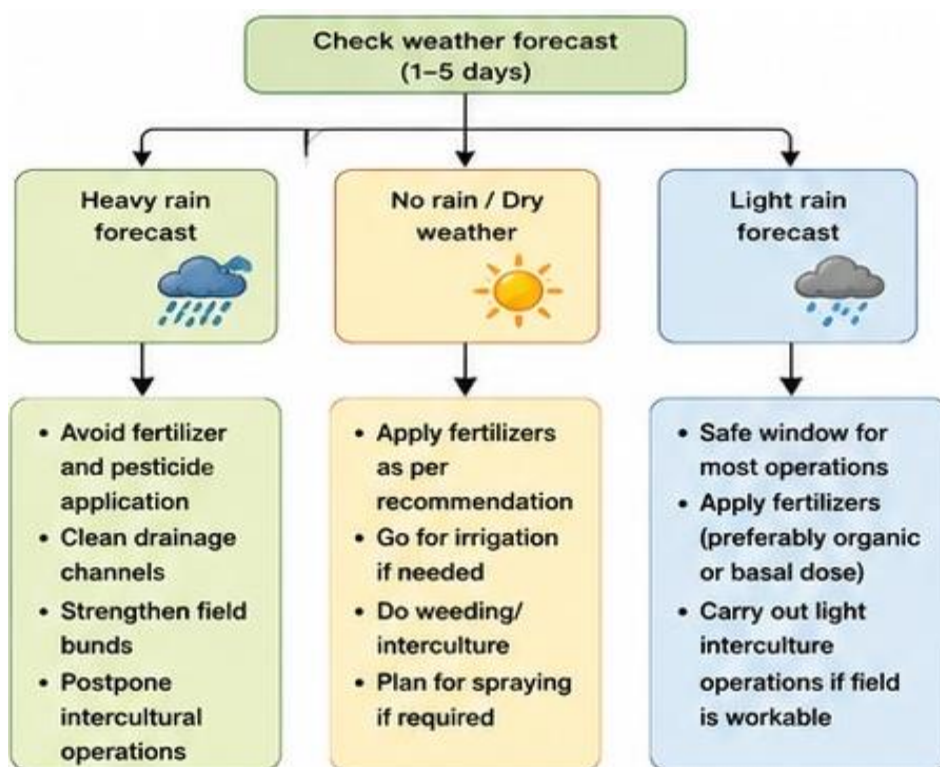 Check weather forecast
(1–5 days)
Heavy rain
forecast
No rain / Dry
weather
Light rain
forecast
• Avoid fertilizer
and pesticide
application
• Clean drainage
channels
• Strengthen field
bunds
• Postpone
intercultural
operations
• Apply fertilizers
as per
recommendation
• Go for irrigation
if needed
• Do weeding/
interculture
• Plan for spraying
if required
• Safe window for
most operations
• Apply fertilizers
(preferably organic
or basal dose)
• Carry out light
interculture
operations if field
is workable